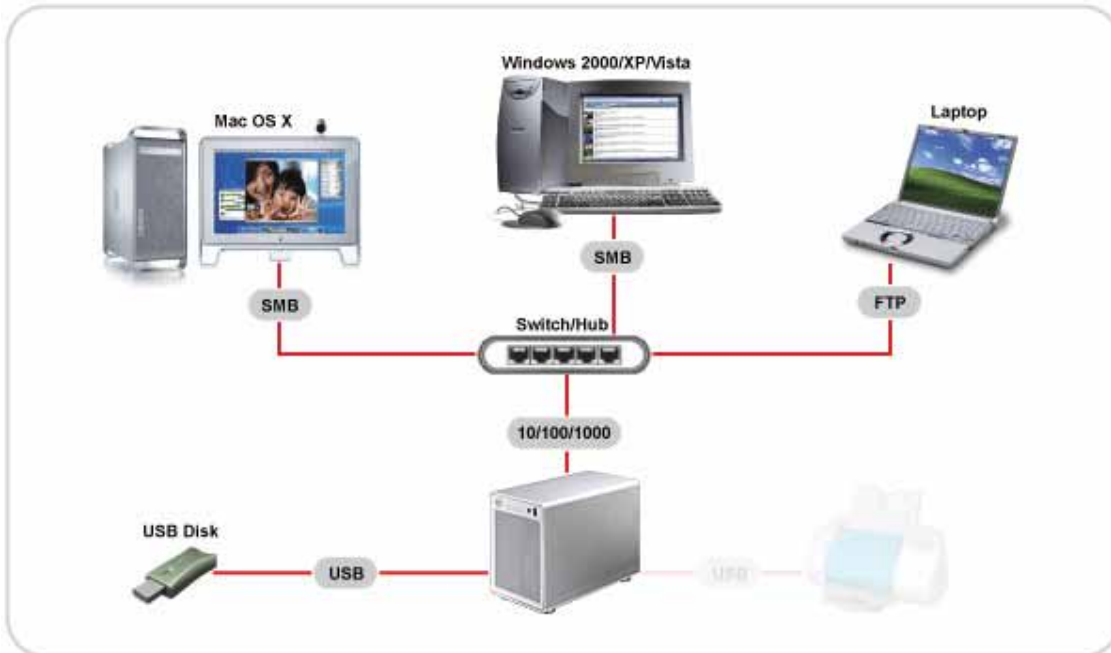 Windows 2000/XP/Vista
Mac OS X
Laptop
SMB
SMB
FTP
Switch/Hub
10/100/1000
USB Disk
USB
USB